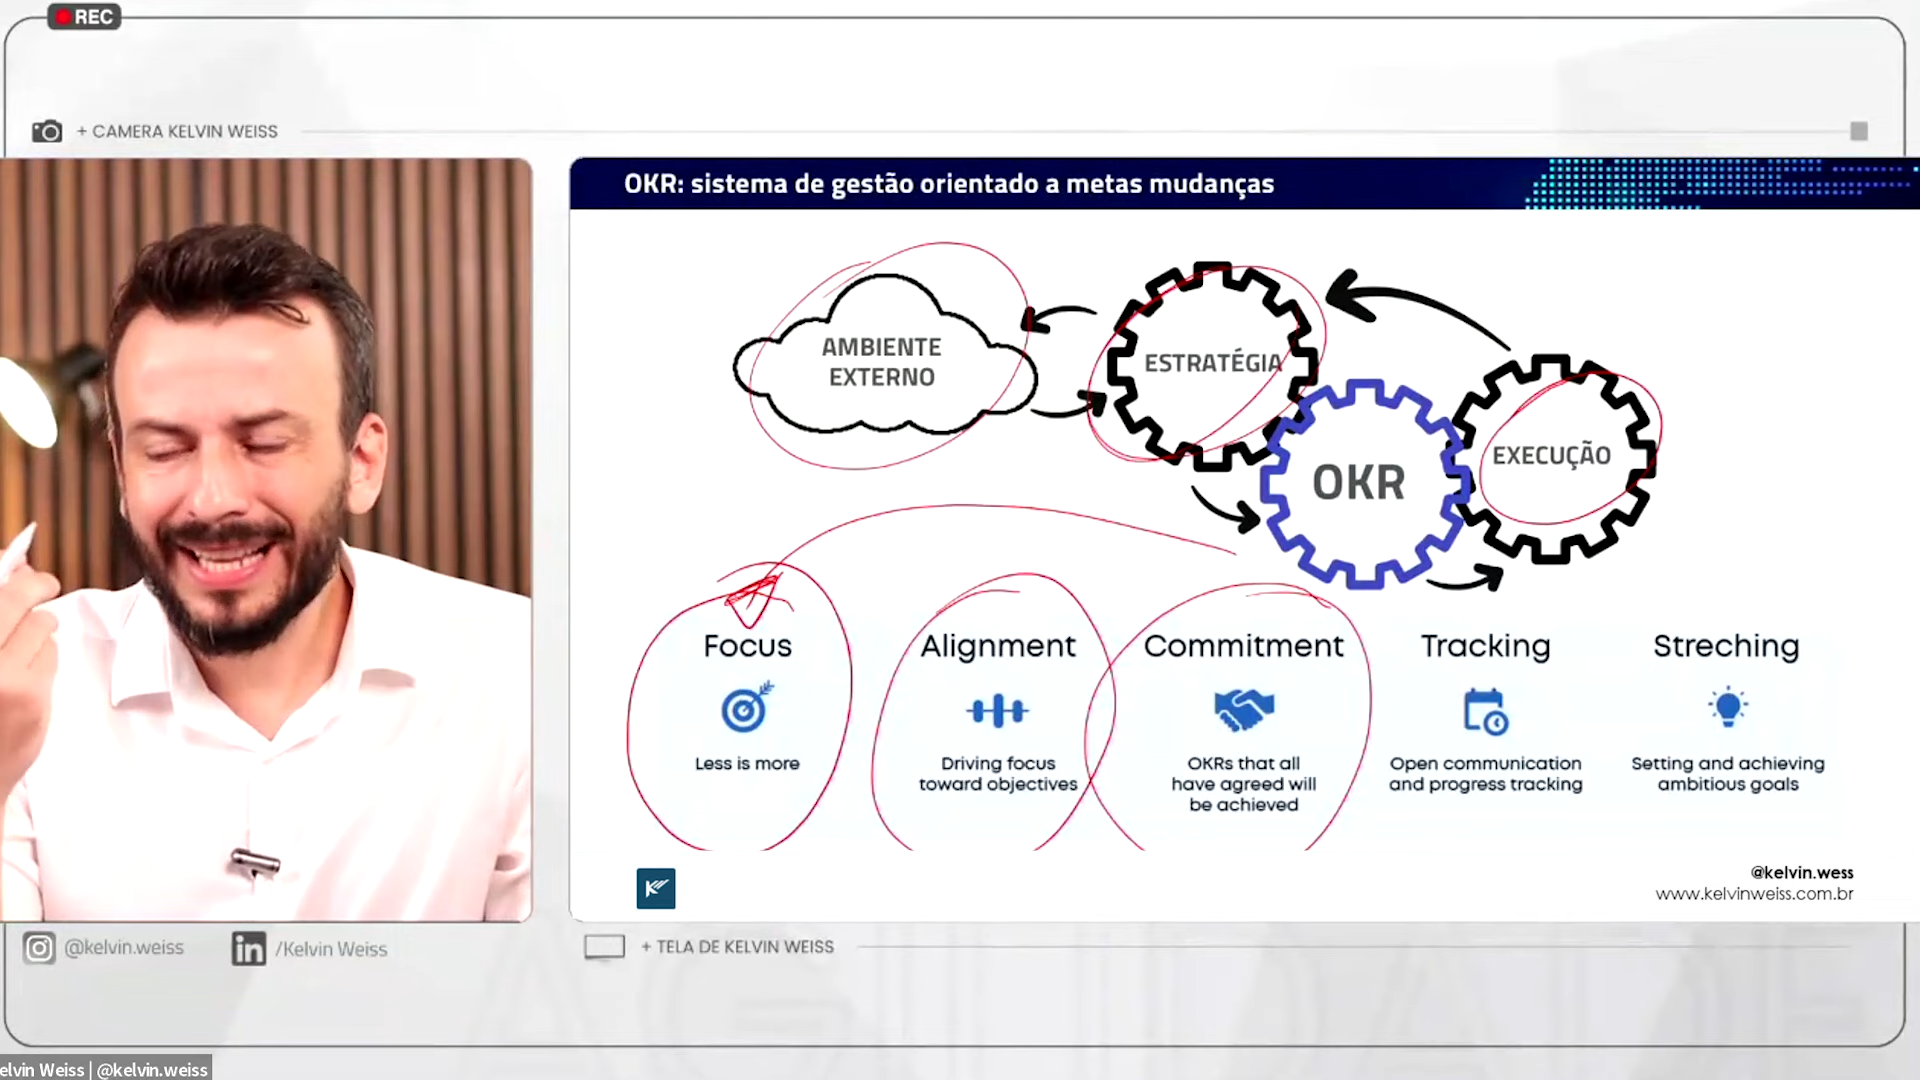 REC
+ CAMERA KELVIN WEISS
OKR: sistema de gestão orientado a metas mudanças
AMBIENTE
EXTERNO
ESTRATÉGIA
OKR
EXECUÇÃO
Focus
Less is more
Alignment
Driving focus
toward objectives
Commitment
OKRs that all
have agreed will
be achieved
Tracking
Open communication
and progress tracking
Streching
Setting and achieving
ambitious goals
@kelvin.wess
www.kelvinweiss.com.br
@kelvin.weiss
in /Kelvin Weiss
+ TELA DE KELVIN WEISS
elvin Weiss | @kelvin.weiss